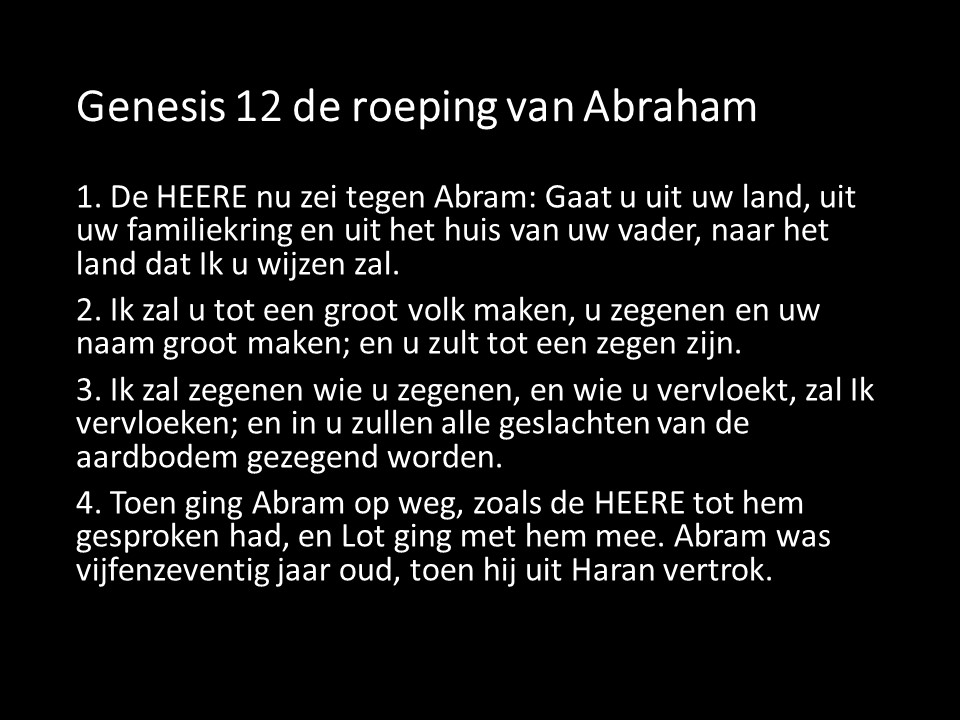 Genesis 12 de roeping van Abraham
1. De HEERE nu zei tegen Abram: Gaat u uit uw land, uit
uw familiekring en uit het huis van uw vader, naar het
land dat Ik u wijzen zal.
2. Ik zal u tot een groot volk maken, u zegenen en uw
naam groot maken; en u zult tot een zegen zijn.
3. Ik zal zegenen wie u zegenen, en wie u vervloekt, zal Ik
vervloeken; en in u zullen alle geslachten van de
aardbodem gezegend worden.
4. Toen ging Abram op weg, zoals de HEERE tot hem
gesproken had, en Lot ging met hem mee. Abram was
vijfenzeventig jaar oud, toen hij uit Haran vertrok.